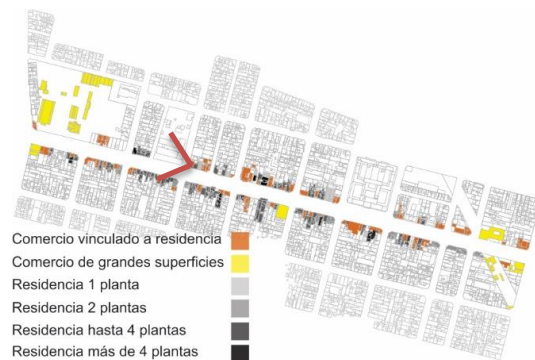 Comercio vinculado a residencia
Comercio de grandes superficies
Residencia 1 planta
Residencia 2 plantas
Residencia hasta 4 plantas
Residencia más de 4 plantas